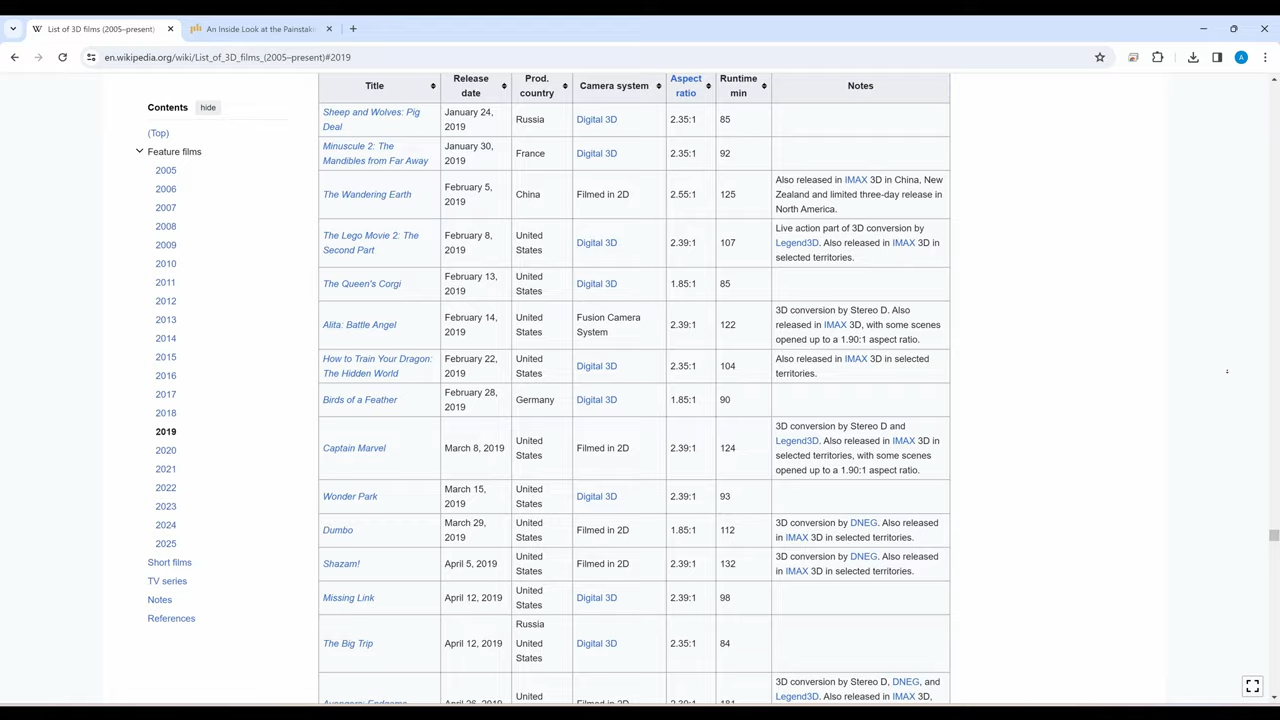 List of 3D films (2005–present)
An Inside Look at the Painstaki
en.wikipedia.org/wiki/List_of_3D_films_(2005–present)#2019
A
Contents hide
(Top)
Feature films
2005
2006
2007
2008
2009
2010
2011
2012
2013
2014
2015
2016
2017
2018
2019
2020
2021
2022
2023
2024
2025
Short films
TV series
Notes
References
Title
Release
date
Prod.
country
Camera system
Aspect
ratio
Runtime
min
Notes
Sheep and Wolves: Pig
Deal
January 24,
2019
Russia
Digital 3D
2.35:1
85
Minuscule 2: The
Mandibles from Far Away
January 30,
2019
France
Digital 3D
2.35:1
92
The Wandering Earth
February 5,
2019
China
Filmed in 2D
2.55:1
125
Also released in IMAX 3D in China, New
Zealand and limited three-day release in
North America.
The Lego Movie 2: The
Second Part
February 8,
2019
United
States
Digital 3D
2.39:1
107
Live action part of 3D conversion by
Legend3D. Also released in IMAX 3D in
selected territories.
The Queen's Corgi
February 13,
2019
United
States
Digital 3D
1.85:1
85
Alita: Battle Angel
February 14,
2019
United
States
Fusion Camera
System
2.39:1
122
3D conversion by Stereo D. Also
released in IMAX 3D, with some scenes
opened up to a 1.90:1 aspect ratio.
How to Train Your Dragon:
The Hidden World
February 22,
2019
United
States
Digital 3D
2.35:1
104
Also released in IMAX 3D in selected
territories.
Birds of a Feather
February 28,
2019
Germany
Digital 3D
1.85:1
90
Captain Marvel
March 8, 2019
United
States
Filmed in 2D
2.39:1
124
3D conversion by Stereo D and
Legend3D. Also released in IMAX 3D in
selected territories, with some scenes
opened up to a 1.90:1 aspect ratio.
Wonder Park
March 15,
2019
United
States
Digital 3D
2.39:1
93
Dumbo
March 29,
2019
United
States
Filmed in 2D
1.85:1
112
3D conversion by DNEG. Also released
in IMAX 3D in selected territories.
Shazam!
April 5, 2019
United
States
Filmed in 2D
2.39:1
132
3D conversion by DNEG. Also released
in IMAX 3D in selected territories.
Missing Link
April 12, 2019
United
States
Digital 3D
2.39:1
98
The Big Trip
April 12, 2019
Russia
United
States
Digital 3D
2.35:1
84
United
3D conversion by Stereo D, DNEG, and
Legend3D. Also released in IMAX 3D,